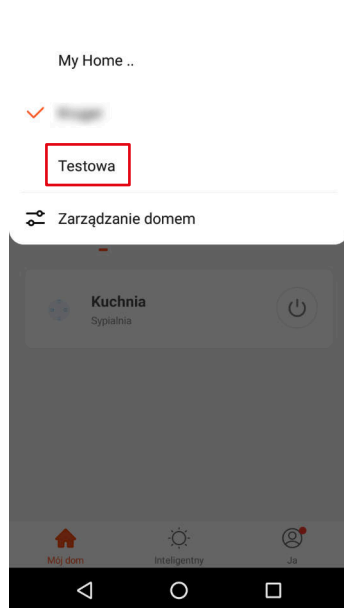 My Home ..
Testowa
Zarządzanie domem
Kuchnia
Sypialnia
Mój dom
Inteligentny
Ja